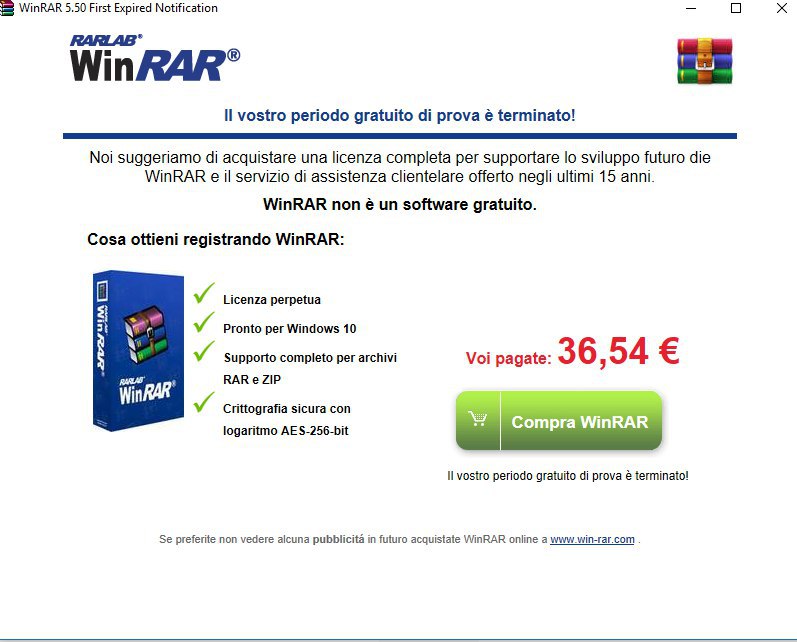 WinRAR 5.50 First Expired Notification
RARLAB®
WinRAR®
Il vostro periodo gratuito di prova è terminato!
Noi suggeriamo di acquistare una licenza completa per supportare lo sviluppo futuro die
WinRAR e il servizio di assistenza clientelare offerto negli ultimi 15 anni.
WinRAR non è un software gratuito.
Cosa ottieni registrando WinRAR:
Licenza perpetua
Pronto per Windows 10
Supporto completo per archivi
RAR e ZIP
Crittografia sicura con
logaritmo AES-256-bit
WinRAR
RARLAB®
WinRAR®
Voi pagate: 36,54 €
Compra WinRAR
Il vostro periodo gratuito di prova è terminato!
Se preferite non vedere alcuna pubblicitá in futuro acquistate WinRAR online a www.win-rar.com .